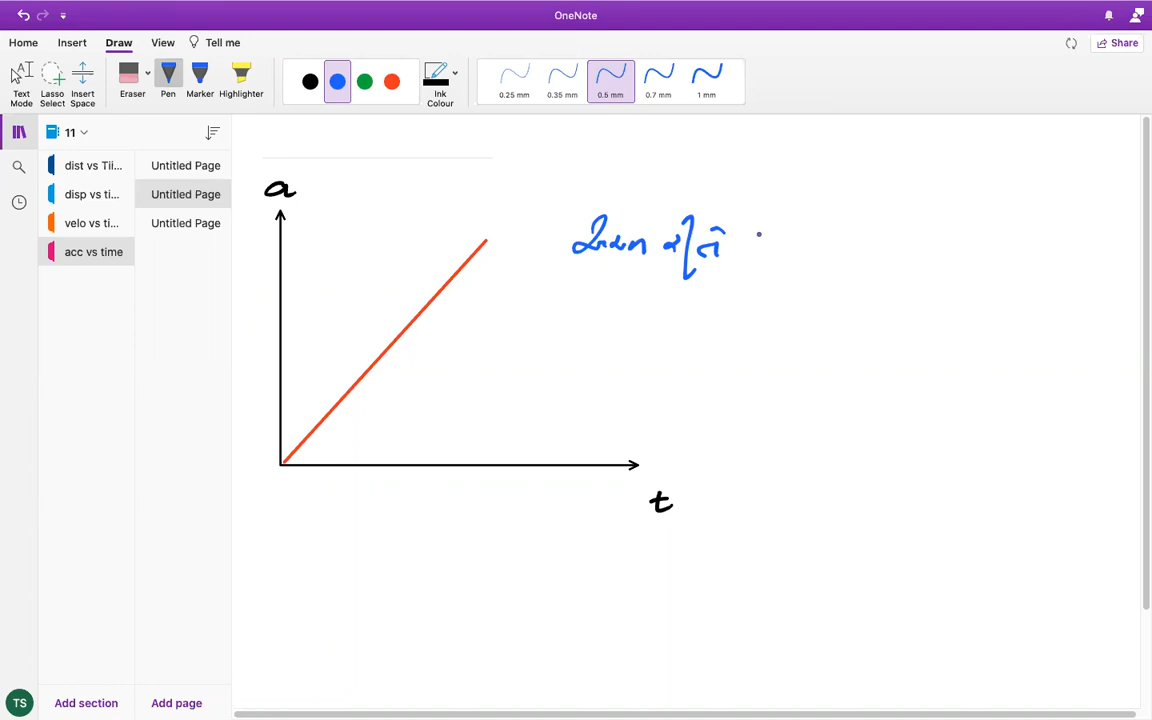 OneNote
Home Insert Draw View Tell me
Share
Text Mode
Lasso Select
Insert Space
Eraser
Pen
Marker
Highlighter
Ink Colour
0.25 mm
0.35 mm
0.5 mm
0.7 mm
1 mm
11
dist vs Tii...
disp vs ti...
velo vs ti...
acc vs time
Untitled Page
Untitled Page
Untitled Page
a
t
TS
Add section
Add page